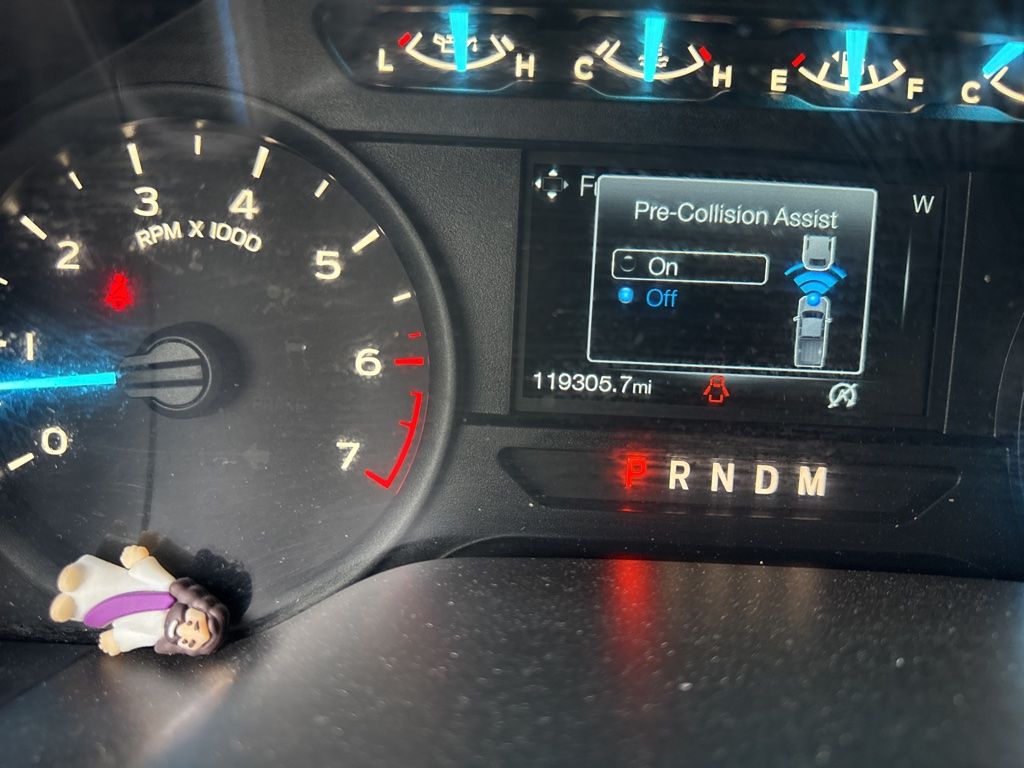 L H C H E F C
F
W
Pre-Collision Assist
On
Off
119305.7mi
P R N D M
3 4
RPM X 1000
2 5
1 6
0 7